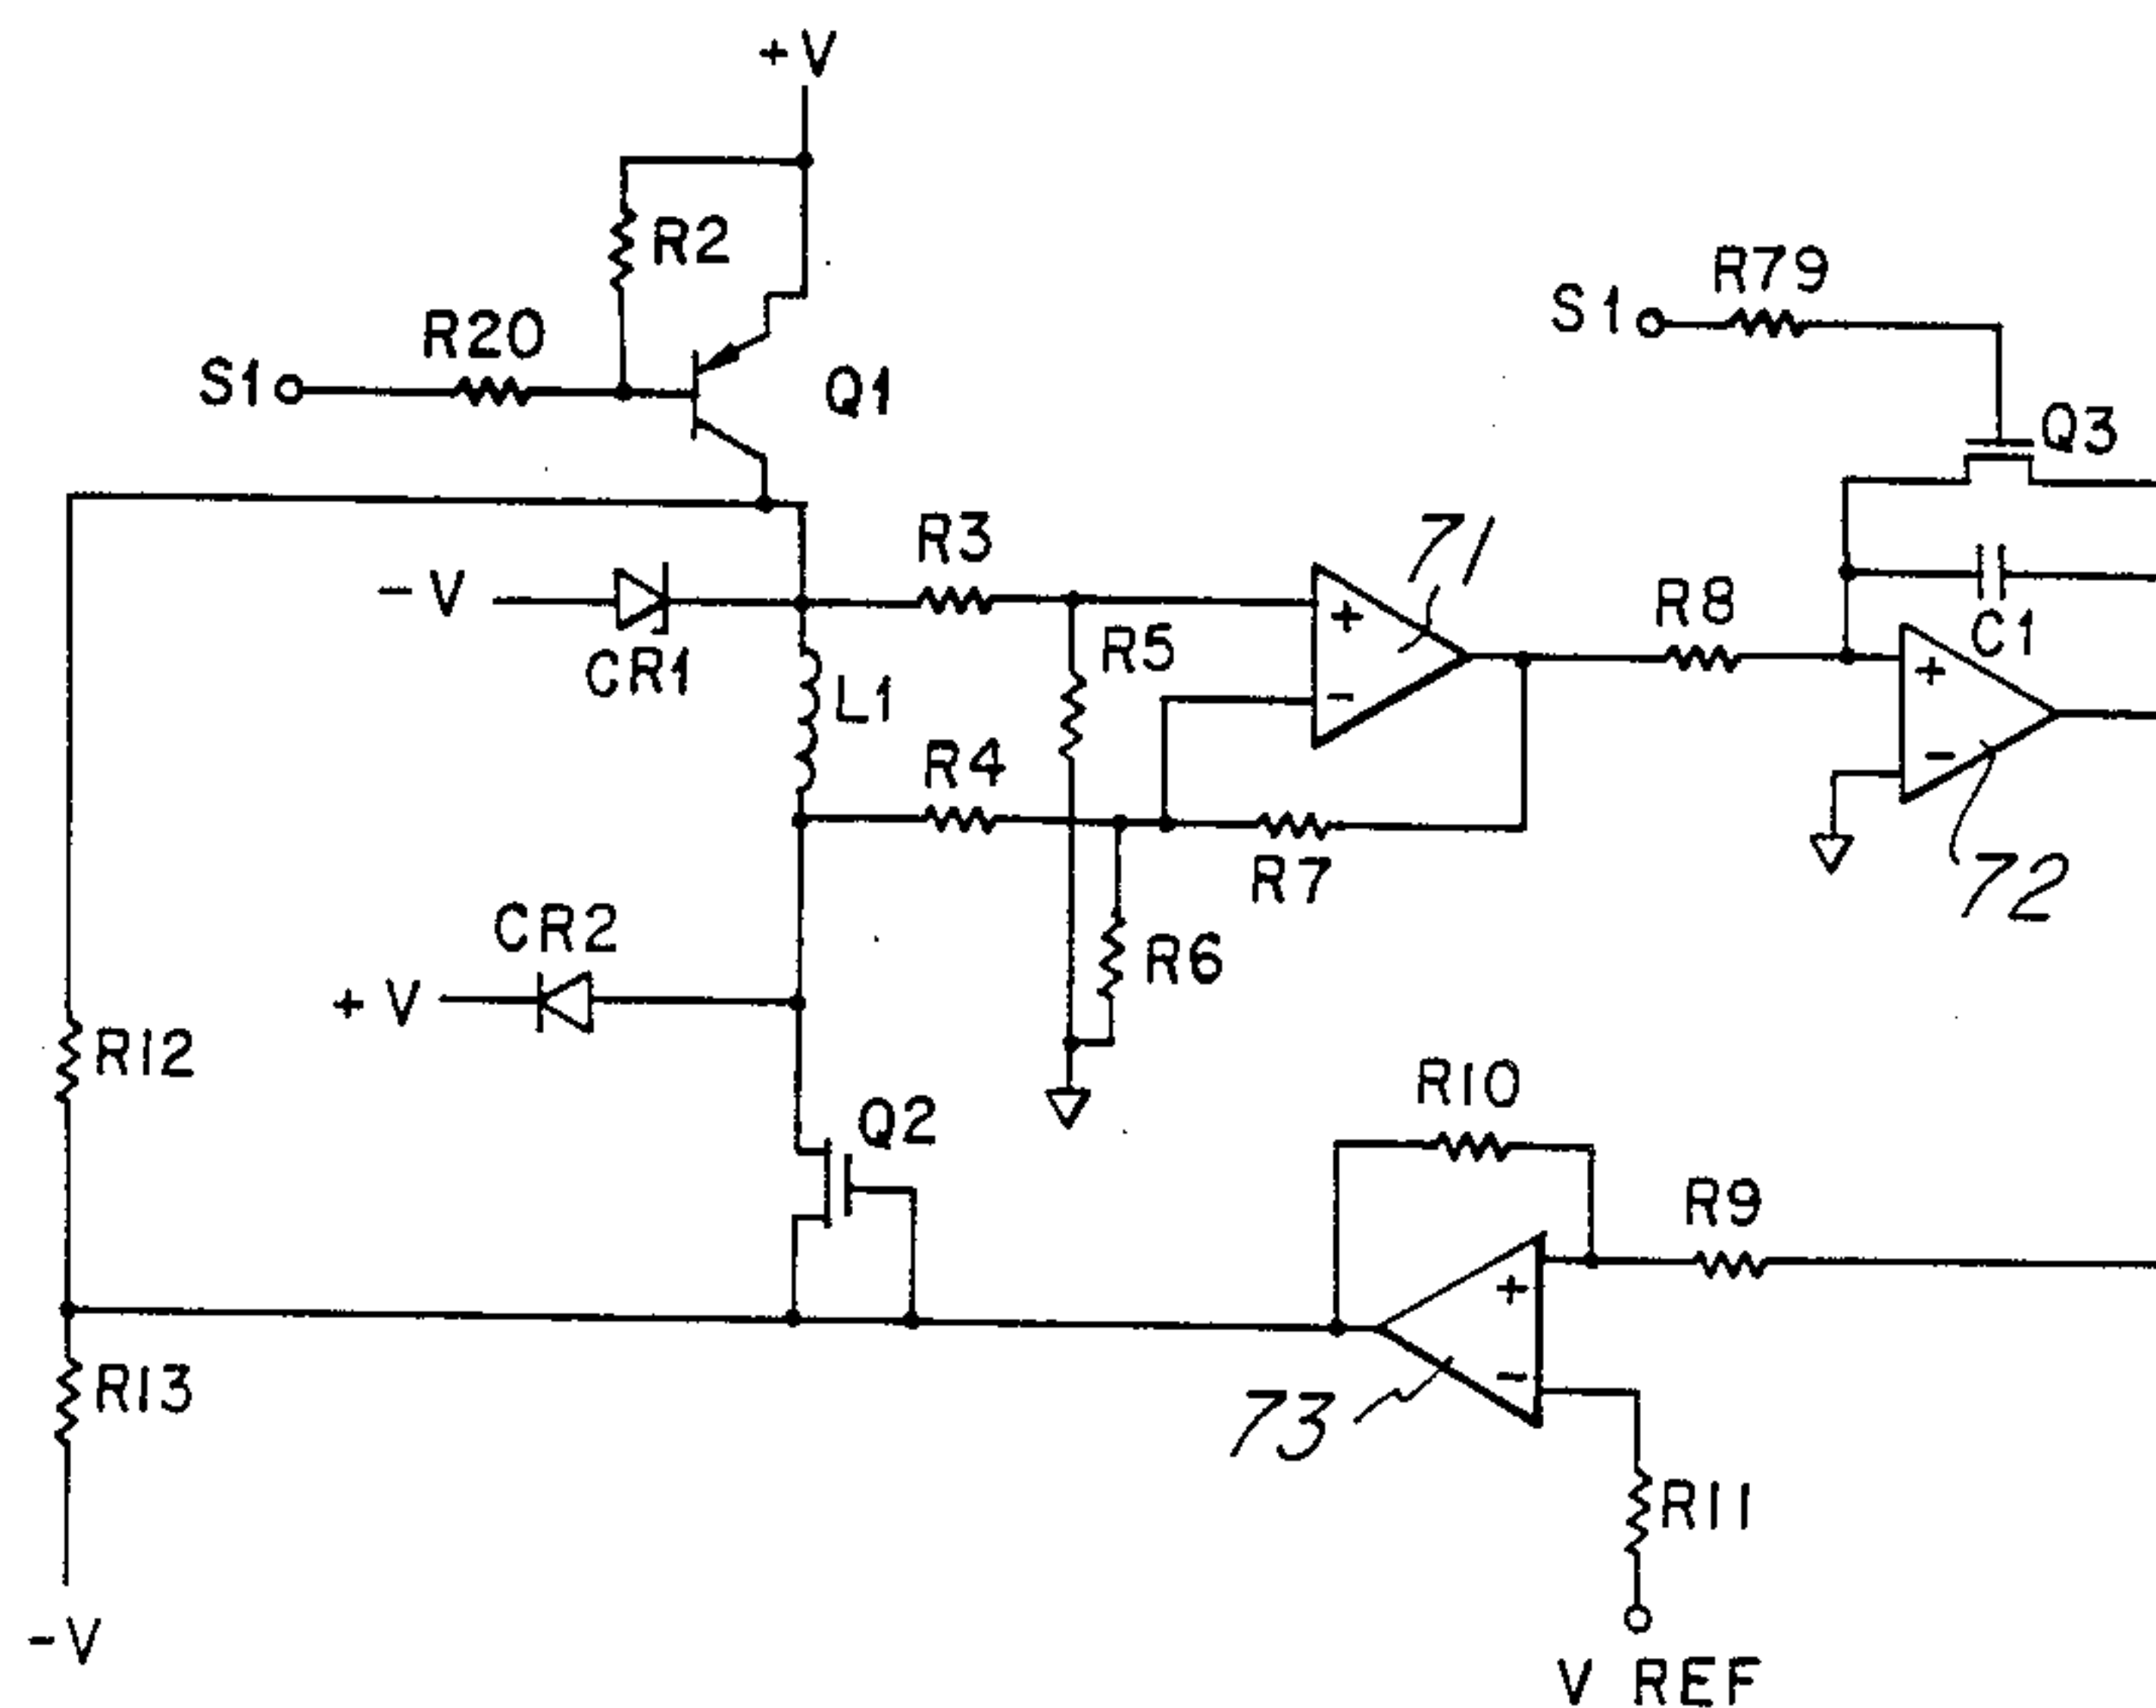 +V
R2
R79
S1
R20
S1
Q1
Q3
R3
71
-V
R8
+
C1
R5
CR1
+
L1
-
R4
-
R7
72
CR2
R6
+V
R12
R10
Q2
R9
+
R13
-
73
R11
-V
V REF